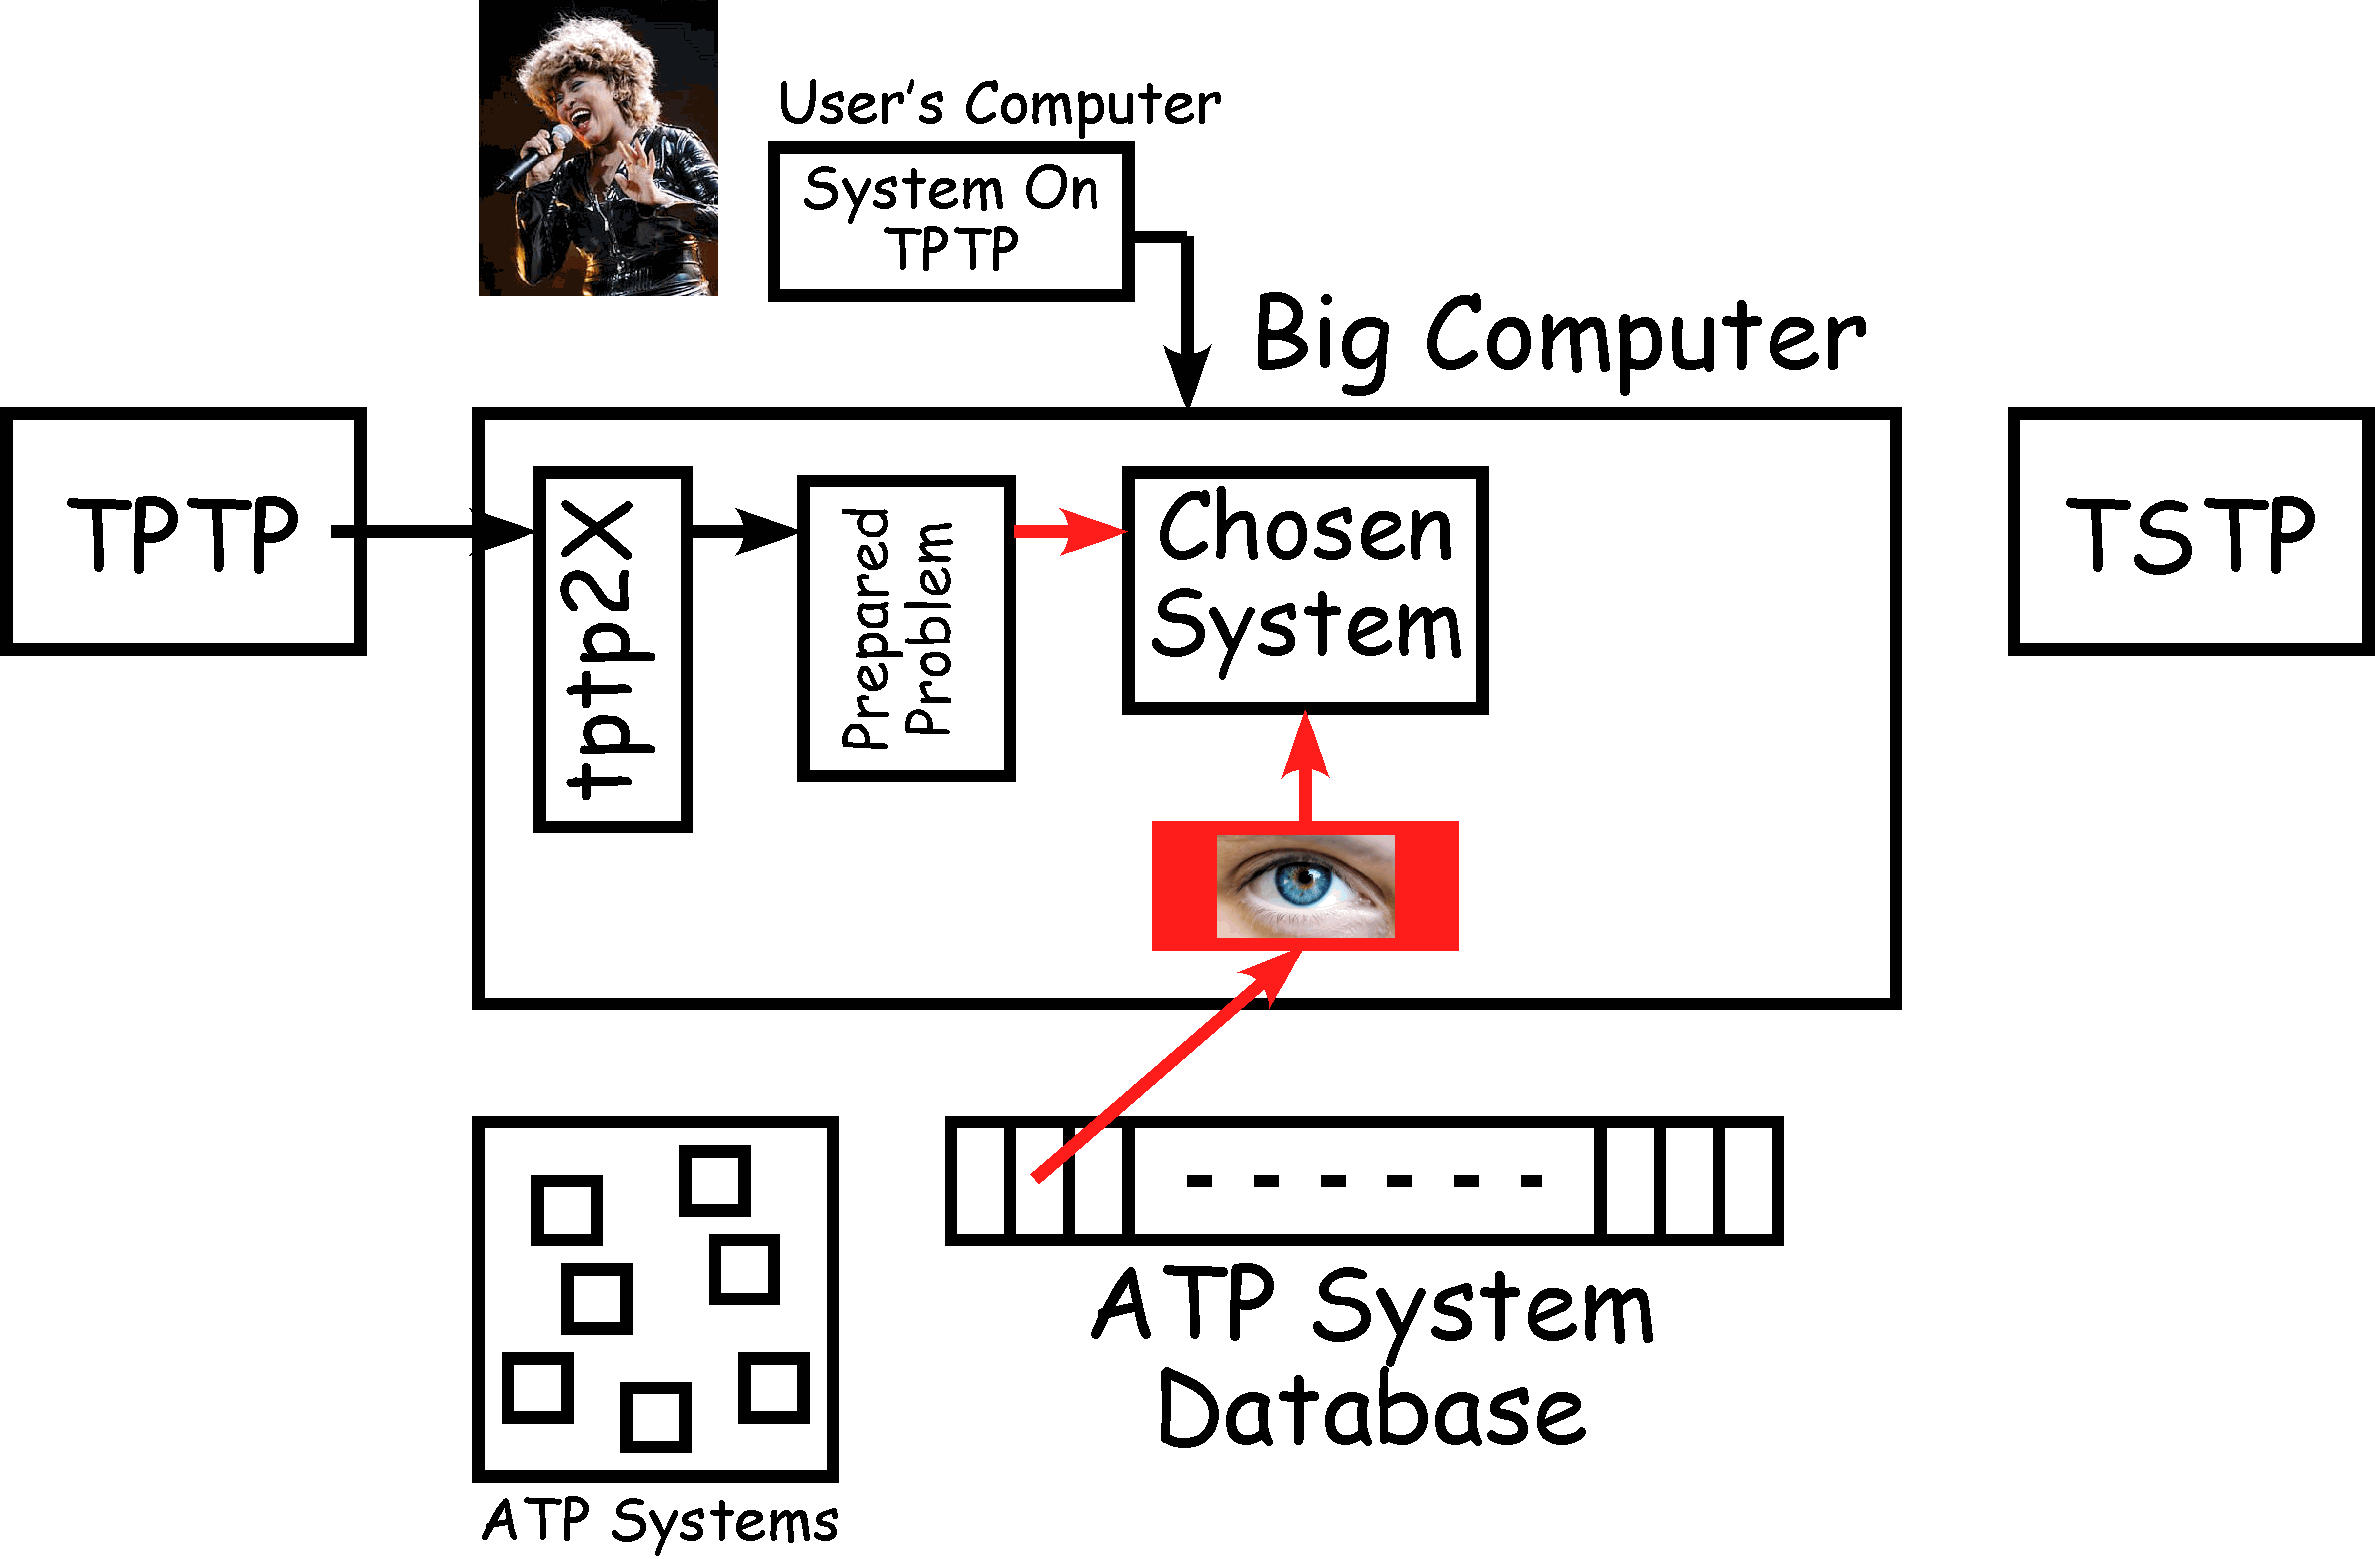 User's Computer
System On
TPTP
Big Computer
TPTP
tptp2X
Prepared
Problem
Chosen
System
TSTP
ATP System
Database
ATP Systems